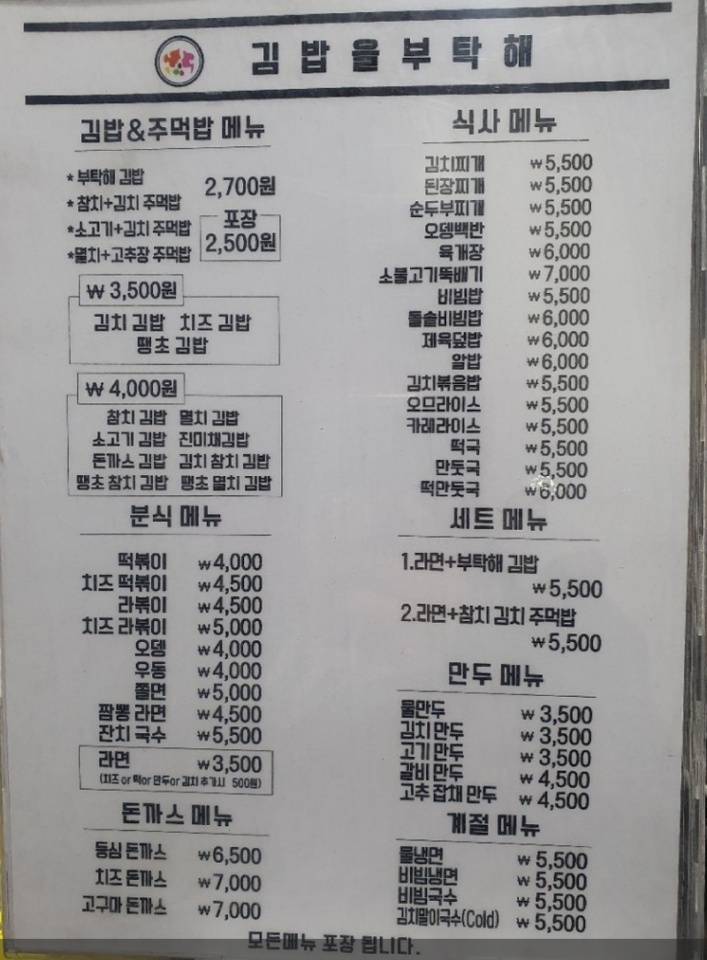 김밥을부탁해
김밥&주먹밥 메뉴
* 부탁해 김밥
* 참치+김치 주먹밥
*소고기+김치 주먹밥
*멸치+고추장 주먹밥
2,700원
포장
2,500원
₩ 3,500원
김치 김밥 치즈 김밥
땡초 김밥
₩ 4,000원
참치 김밥 멸치 김밥
소고기 김밥 진미채김밥
돈까스 김밥 김치 참치 김밥
땡초 참치 김밥 땡초 멸치 김밥
분식 메뉴
떡볶이 ₩4,000
치즈 떡볶이 ₩4,500
라볶이 ₩4,500
치즈 라볶이 ₩5,000
오뎅 ₩4,000
우동 ₩4,000
쫄면 ₩5,000
짬뽕 라면 ₩4,500
잔치 국수 ₩5,500
라면 ₩3,500
(치즈 or 떡or 만두or 김치 추가시 500원)
돈까스 메뉴
등심 돈까스 ₩6,500
치즈 돈까스 ₩7,000
고구마 돈까스 ₩7,000
식사 메뉴
김치찌개 ₩5,500
된장찌개 ₩5,500
순두부찌개 ₩5,500
오뎅백반 ₩5,500
육개장 ₩6,000
소불고기뚝배기 ₩7,000
비빔밥 ₩5,500
돌솥비빔밥 ₩6,000
제육덮밥 ₩6,000
알밥 ₩6,000
김치볶음밥 ₩5,500
오므라이스 ₩5,500
카레라이스 ₩5,500
떡국 ₩5,500
만둣국 ₩5,500
떡만둣국 ₩6,000
세트 메뉴
1.라면+부탁해 김밥
₩5,500
2.라면+참치 김치 주먹밥
₩5,500
만두 메뉴
물만두 ₩ 3,500
김치 만두 ₩ 3,500
고기 만두 ₩ 3,500
갈비 만두 ₩ 4,500
고추 잡채 만두 ₩ 4,500
계절 메뉴
물냉면 ₩ 5,500
비빔냉면 ₩ 5,500
비빔국수 ₩ 5,500
김치말이국수(Cold) ₩ 5,500
모든메뉴 포장 됩니다.